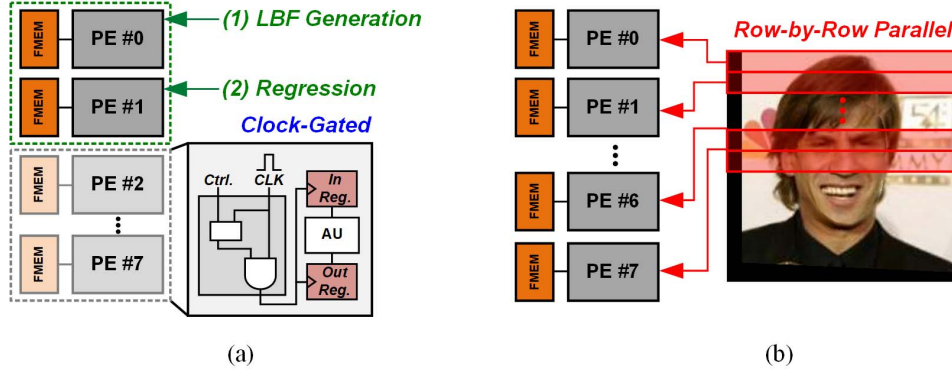 FMEM
PE #0
(1) LBF Generation
FMEM
PE #1
(2) Regression
Clock-Gated
FMEM
PE #2
FMEM
PE #7
Ctrl.
CLK
In
Reg.
AU
Out
Reg.
(a)
FMEM
PE #0
Row-by-Row Parallel
FMEM
PE #1
FMEM
PE #6
FMEM
PE #7
(b)